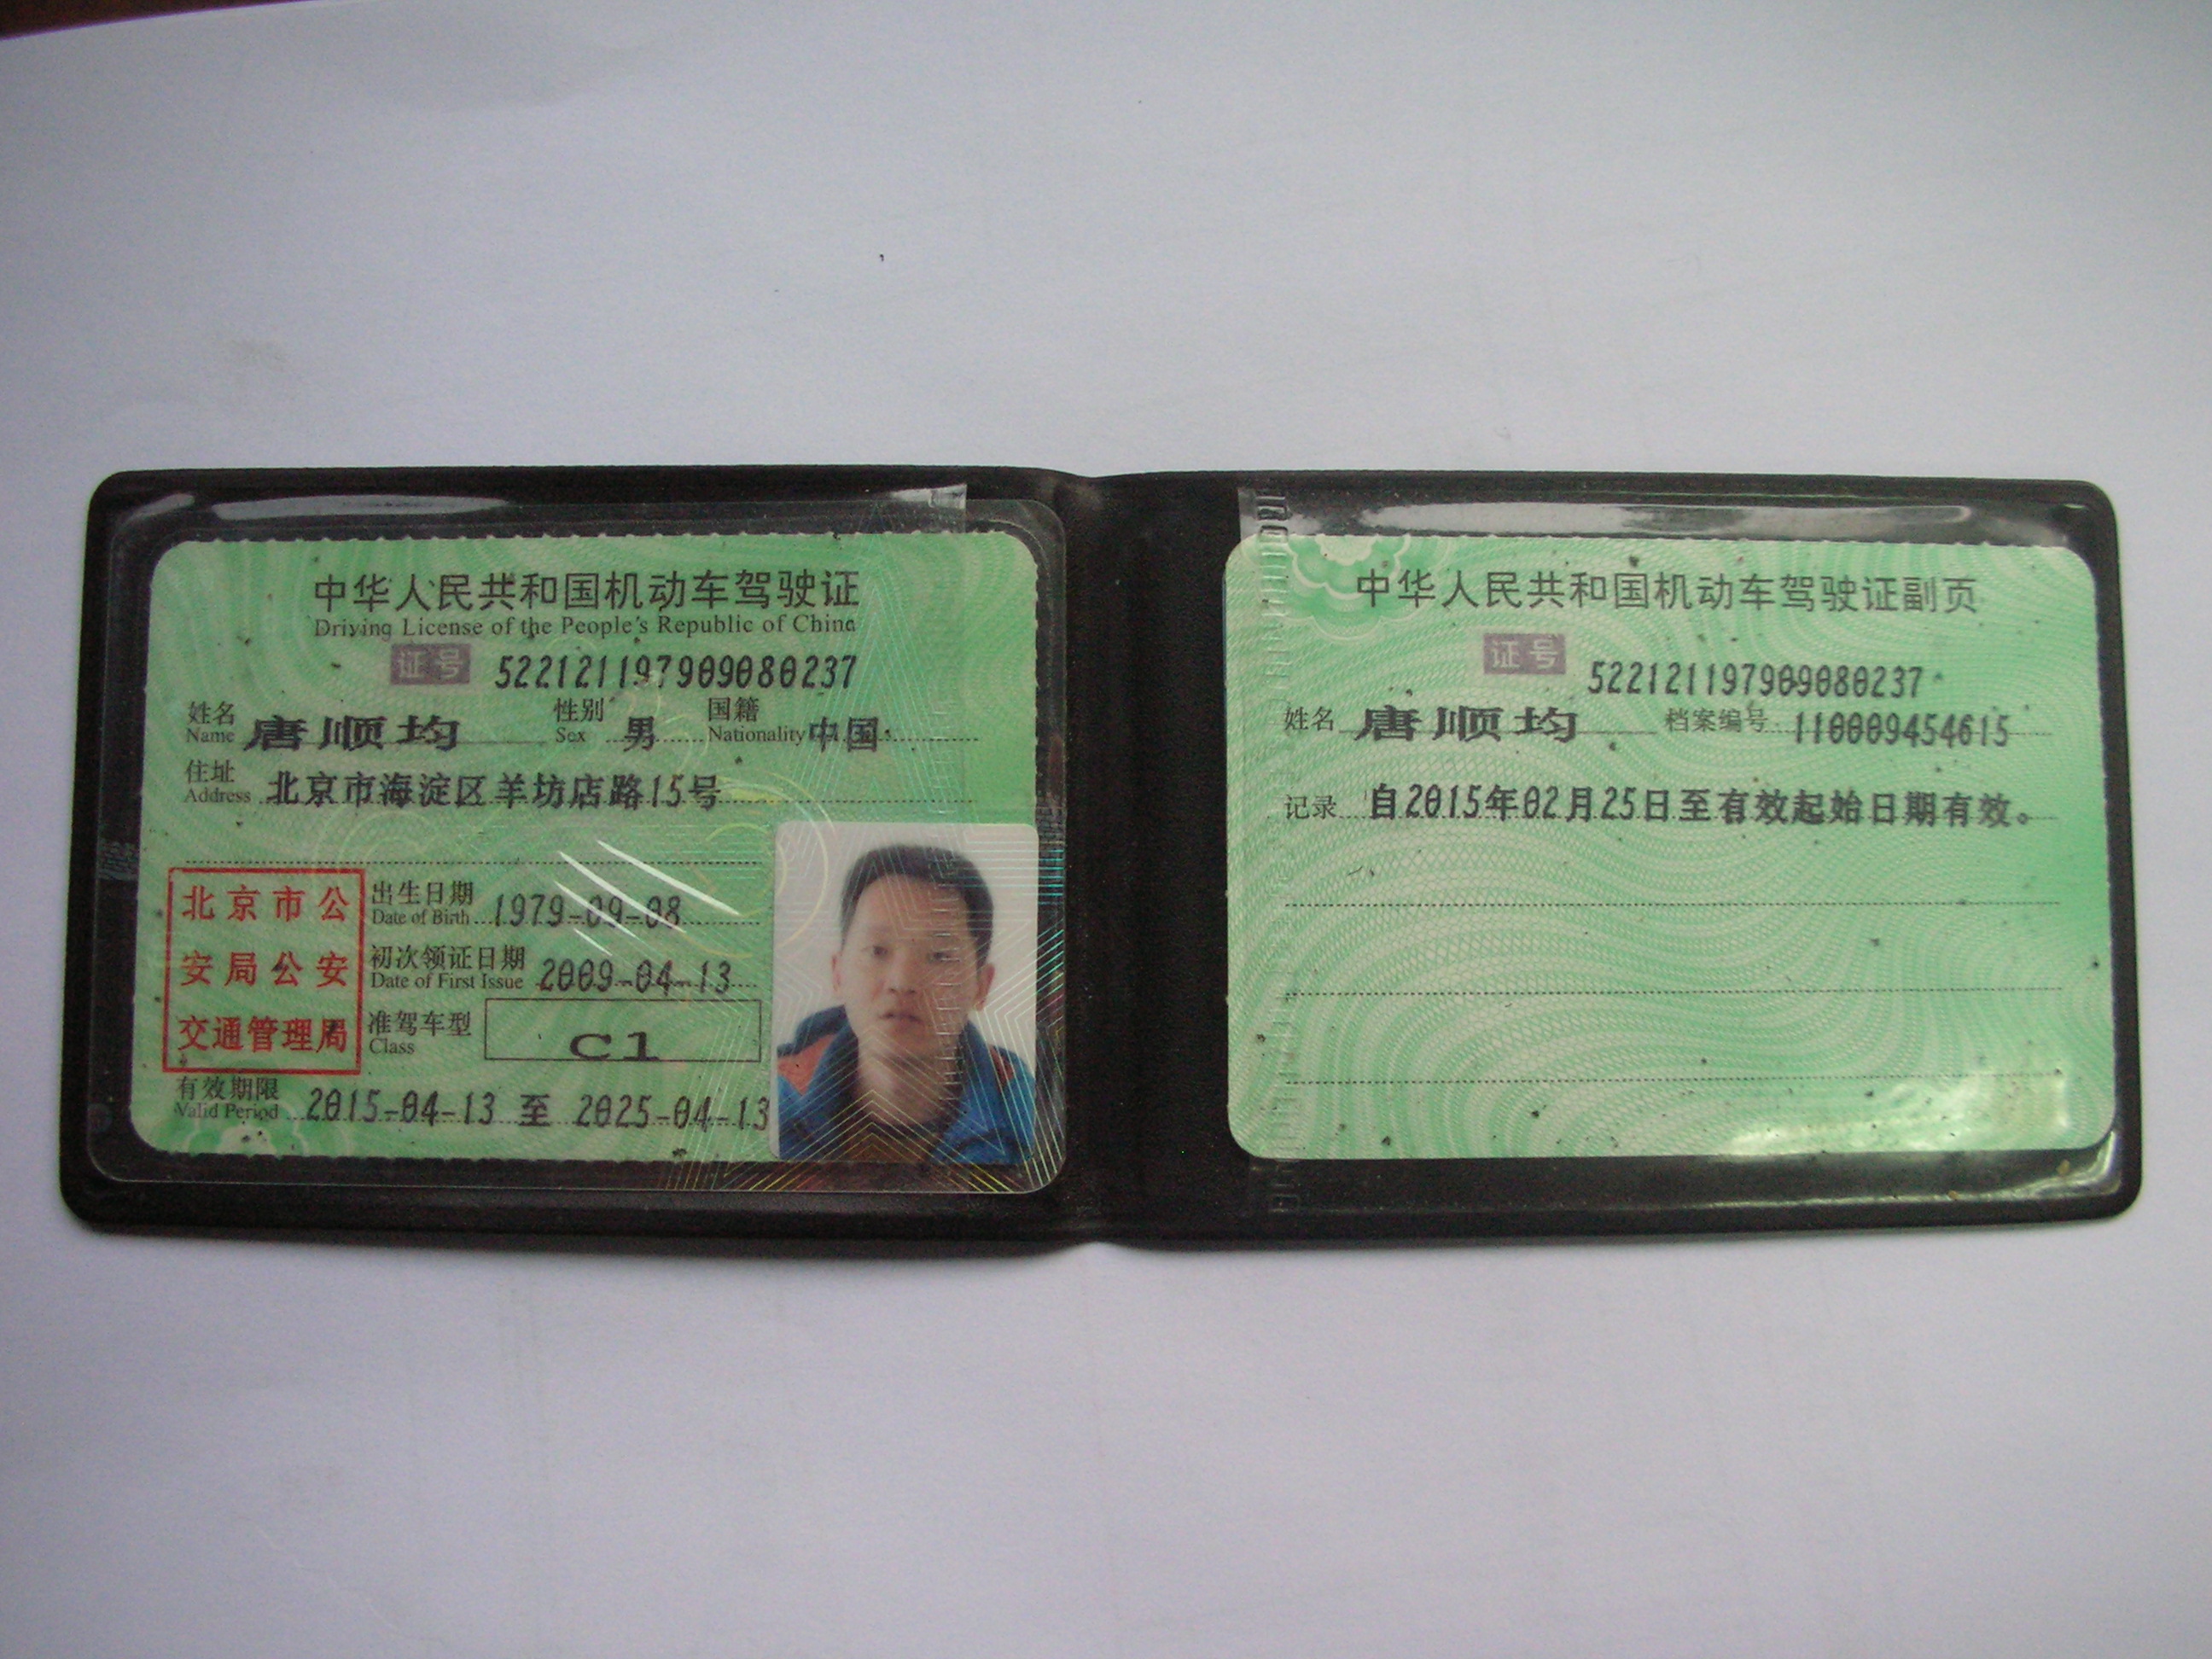 中华人民共和国机动车驾驶证
Driving License of the People's Republic of China
证号 522121197909080237
姓名 唐顺均 性别 男 国籍 中国
Name Sex Nationality
住址 北京市海淀区羊坊店路15号
Address
北京市公
安局公安
交通管理局
出生日期 1979-09-08
Date of Birth
初次领证日期 2009-04-13
Date of First Issue
准驾车型 C1
Class
有效期限 2015-04-13 至 2025-04-13
Valid Period
中华人民共和国机动车驾驶证副页
证号 522121197909080237
姓名 唐顺均 档案编号 110009454615
记录 自2015年02月25日至有效起始日期有效。